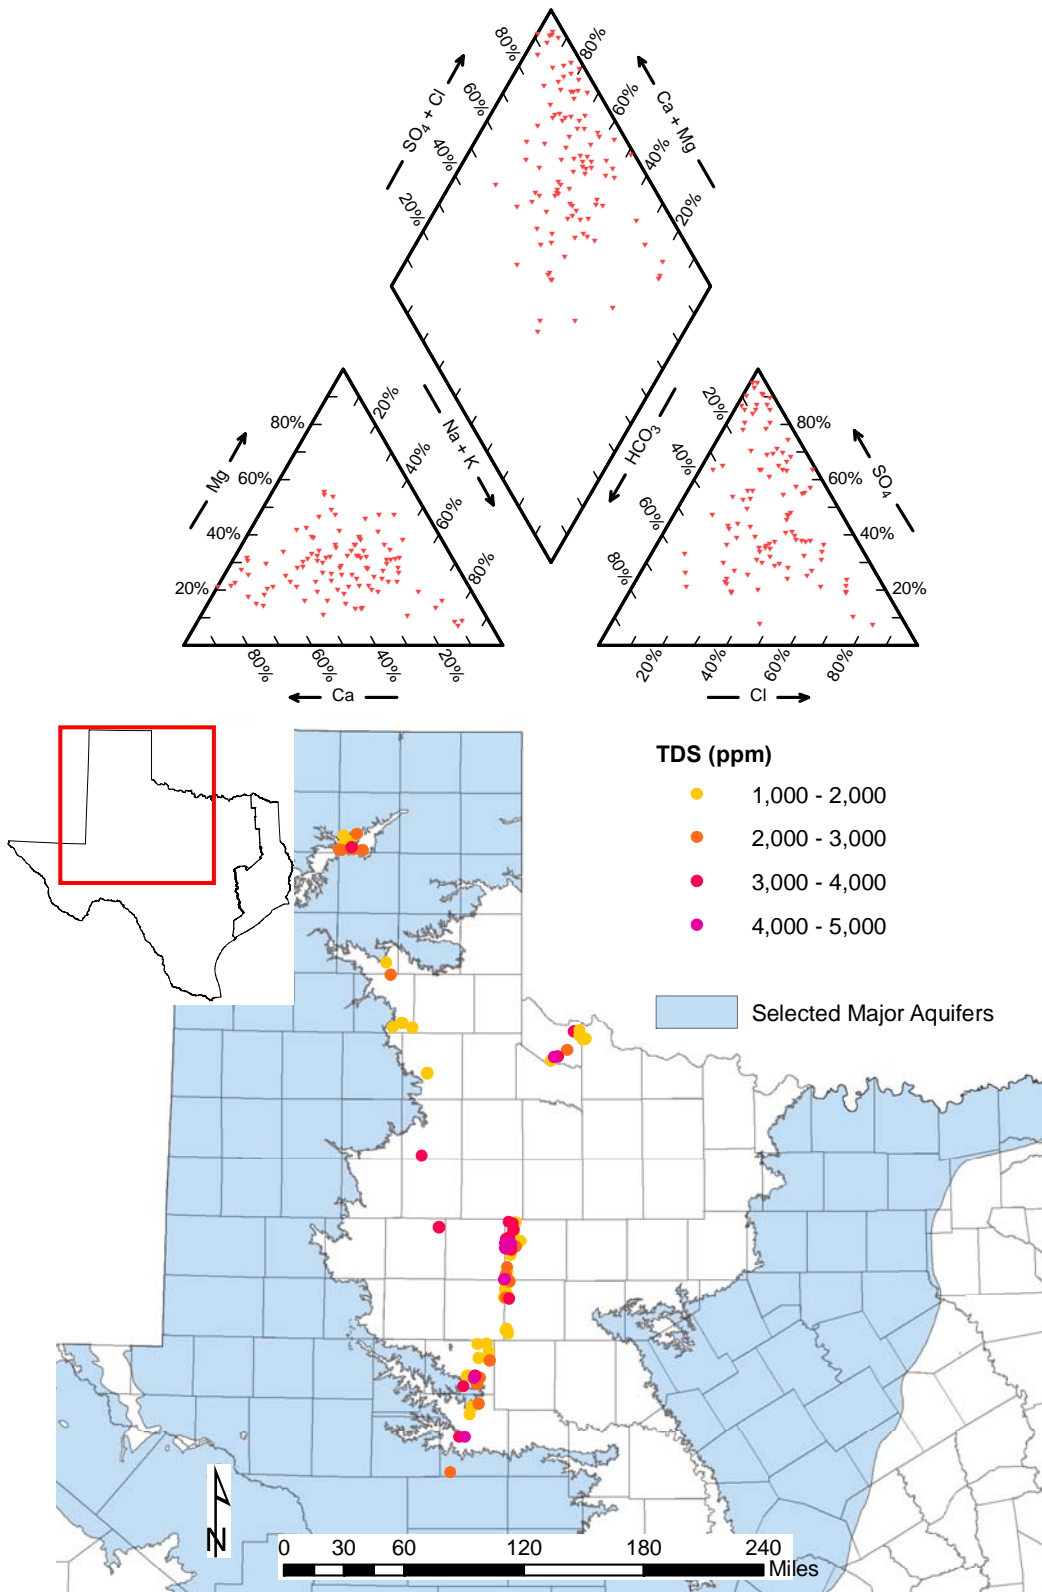 80%
80%
SO4 + Cl
Ca + Mg
60%
60%
40%
40%
20%
20%
Mg
80%
20%
Na + K
HCO3
20%
80%
SO4
60%
40%
40%
60%
40%
60%
60%
40%
20%
80%
80%
20%
80%
60%
40%
20%
Ca
20%
40%
60%
80%
Cl
TDS (ppm)
1,000 - 2,000
2,000 - 3,000
3,000 - 4,000
4,000 - 5,000
Selected Major Aquifers
N
0 30 60 120 180 240
Miles